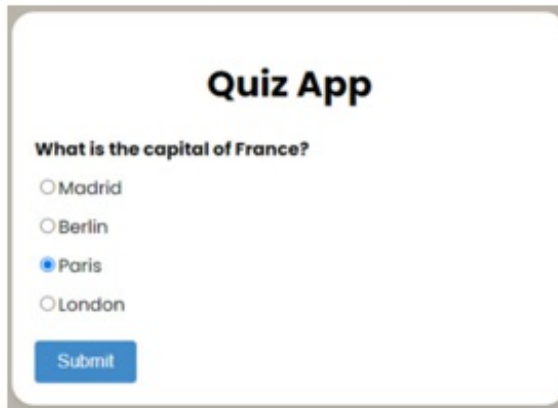 Quiz App
What is the capital of France?
Madrid
Berlin
Paris
London
Submit